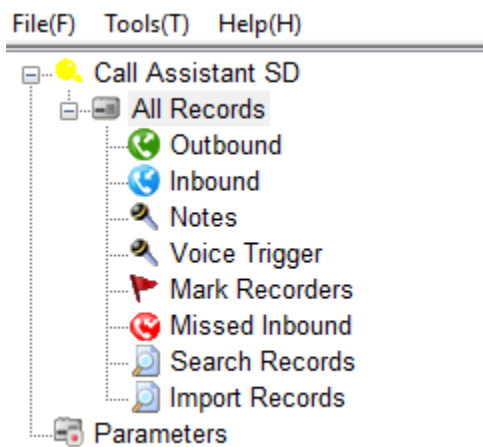 File(F) Tools(T) Help(H)
Call Assistant SD
All Records
Outbound
Inbound
Notes
Voice Trigger
Mark Recorders
Missed Inbound
Search Records
Import Records
Parameters